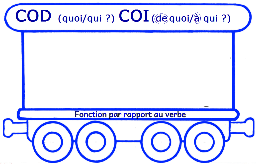 COD (quoi/qui ?) COI (de quoi/à qui ?)
Fonction par rapport au verbe